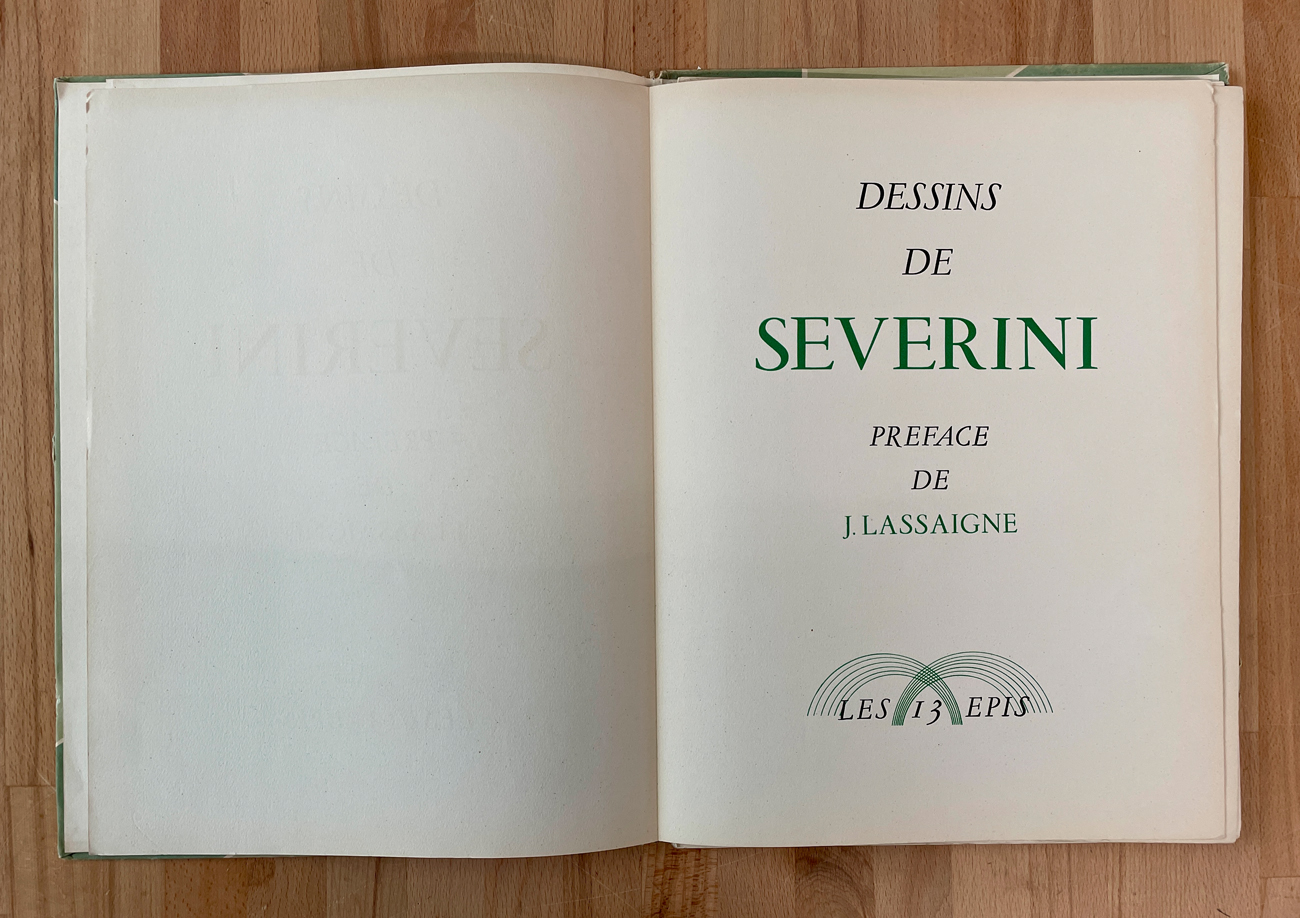 DESSINS
DE
SEVERINI
PREFACE
DE
J. LASSAIGNE
LES 13 EPIS